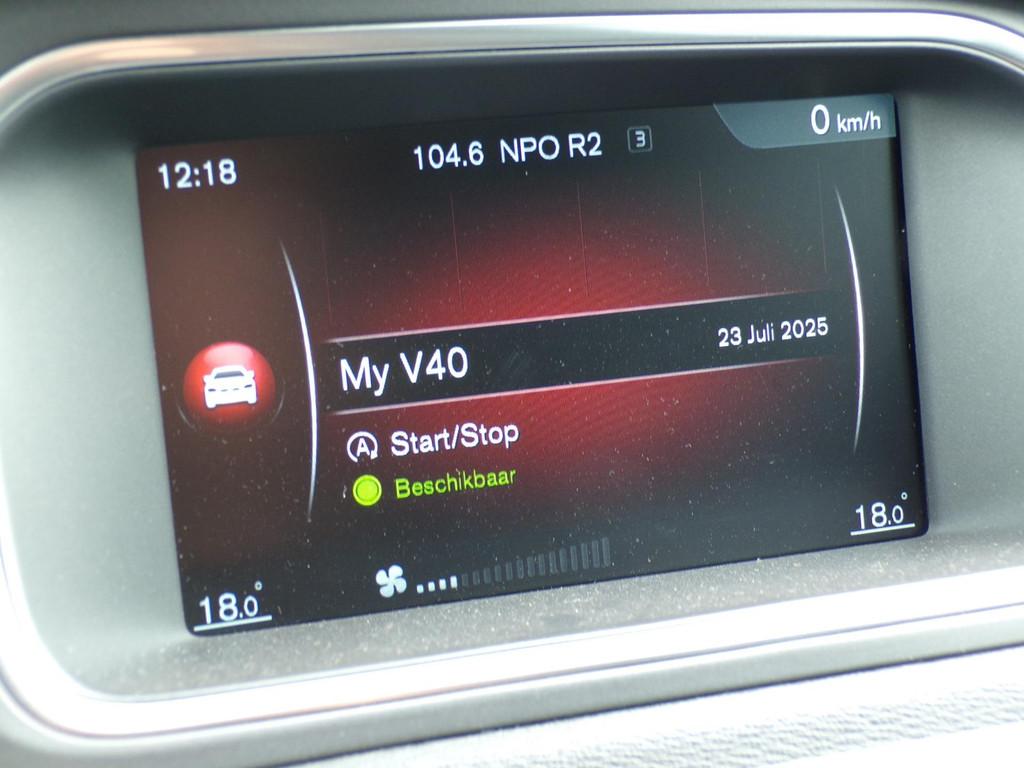 12:18
104.6 NPO R2 3
0 km/h
My V40
23 Juli 2025
A Start/Stop
Beschikbaar
18.0°
18.0°